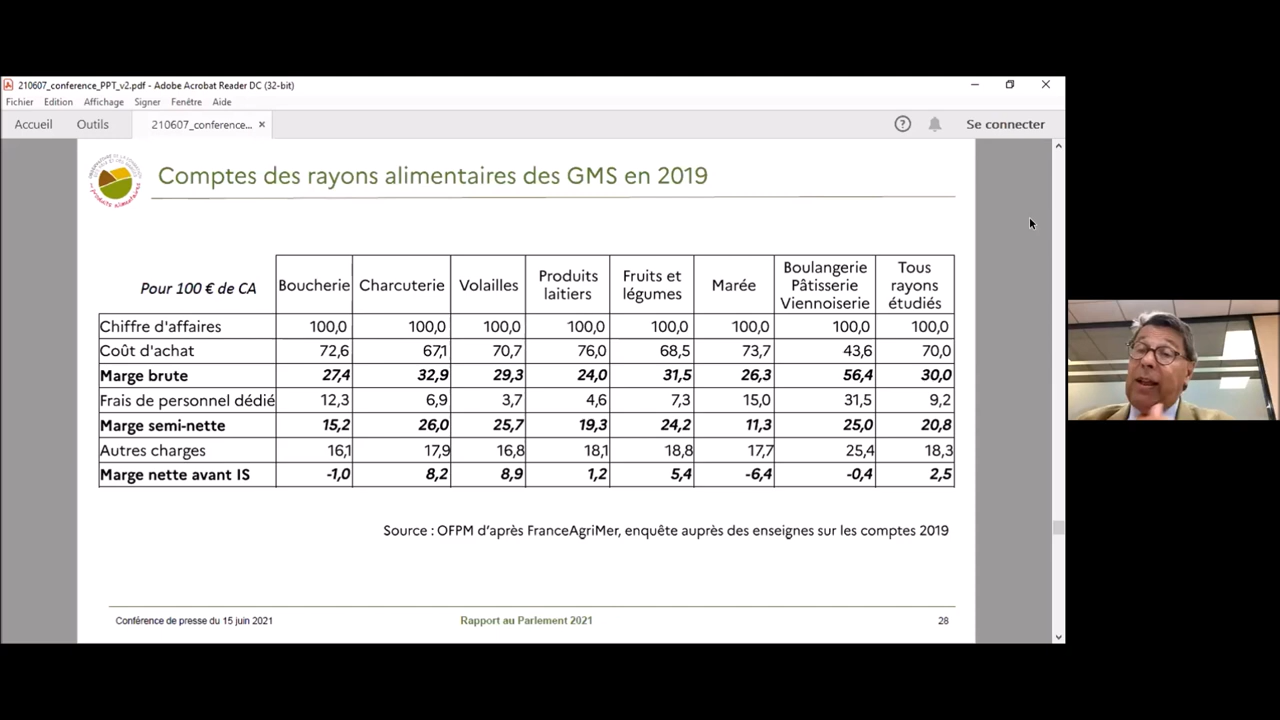 210607_conference_PPT_v2.pdf - Adobe Acrobat Reader DC (32-bit)
Fichier Edition Affichage Signer Fenêtre Aide
Accueil Outils 210607_conference... × Se connecter
Comptes des rayons alimentaires des GMS en 2019
Pour 100 € de CA Boucherie Charcuterie Volailles Produits laitiers Fruits et légumes Marée Boulangerie Pâtisserie Viennoiserie Tous rayons étudiés
Chiffre d'affaires 100,0 100,0 100,0 100,0 100,0 100,0 100,0 100,0
Coût d'achat 72,6 67,1 70,7 76,0 68,5 73,7 43,6 70,0
Marge brute 27,4 32,9 29,3 24,0 31,5 26,3 56,4 30,0
Frais de personnel dédié 12,3 6,9 3,7 4,6 7,3 15,0 31,5 9,2
Marge semi-nette 15,2 26,0 25,7 19,3 24,2 11,3 25,0 20,8
Autres charges 16,1 17,9 16,8 18,1 18,8 17,7 25,4 18,3
Marge nette avant IS -1,0 8,2 8,9 1,2 5,4 -6,4 -0,4 2,5
Source : OFPM d'après FranceAgriMer, enquête auprès des enseignes sur les comptes 2019
Conférence de presse du 15 juin 2021 Rapport au Parlement 2021 28